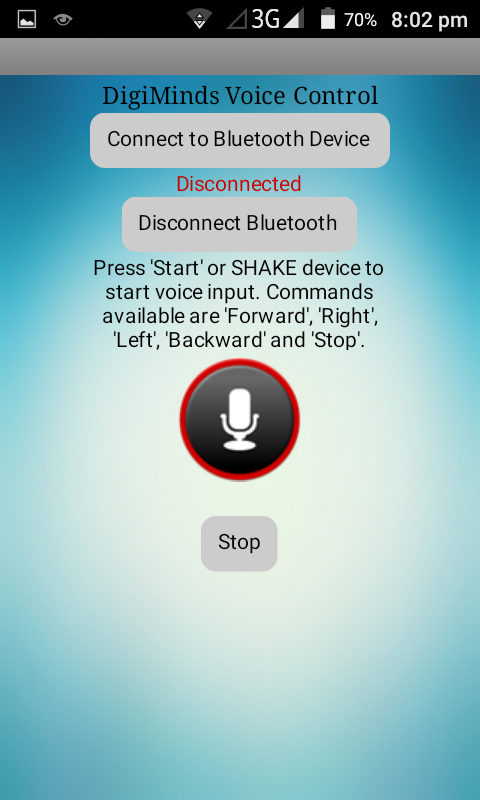 3G 70% 8:02 pm
DigiMinds Voice Control
Connect to Bluetooth Device
Disconnected
Disconnect Bluetooth
Press 'Start' or SHAKE device to
start voice input. Commands
available are 'Forward', 'Right',
'Left', 'Backward' and 'Stop'.
Stop